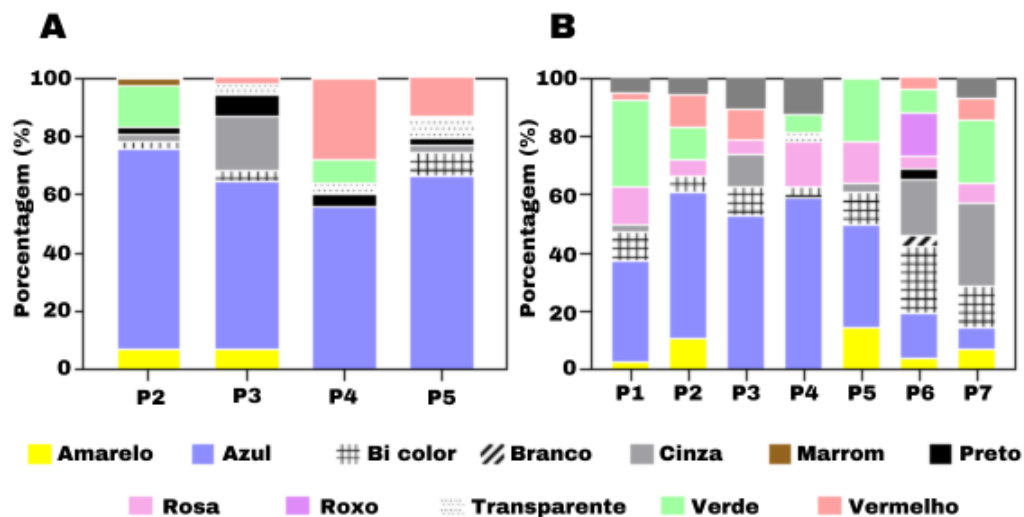 A B
Porcentagem (%)
100
80
60
40
20
0
P2 P3 P4 P5
Porcentagem (%)
100
80
60
40
20
0
P1 P2 P3 P4 P5 P6 P7
Amarelo Azul Bi color Branco Cinza Marrom Preto
Rosa Roxo Transparente Verde Vermelho